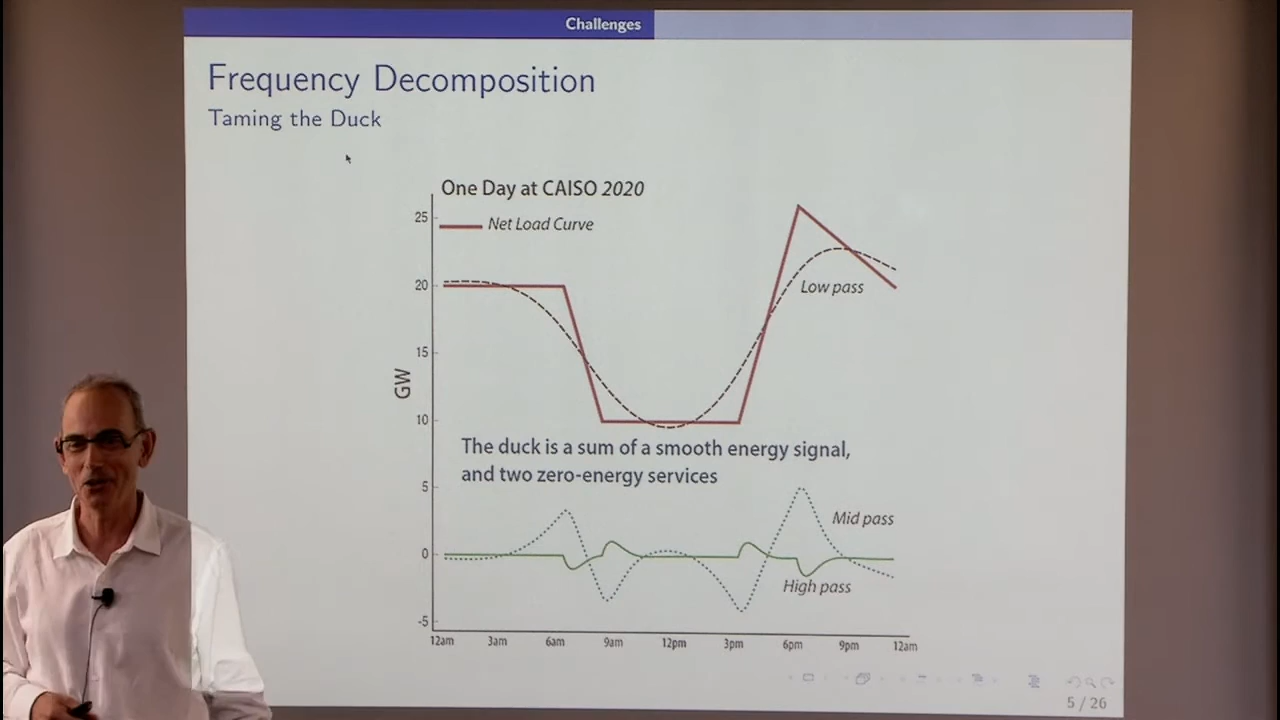 Challenges
Frequency Decomposition
Taming the Duck
One Day at CAISO 2020
Net Load Curve
25
20
15
10
5
0
-5
GW
Low pass
The duck is a sum of a smooth energy signal,
and two zero-energy services
Mid pass
High pass
12am 3am 6am 9am 12pm 3pm 6pm 9pm 12am
5 / 26